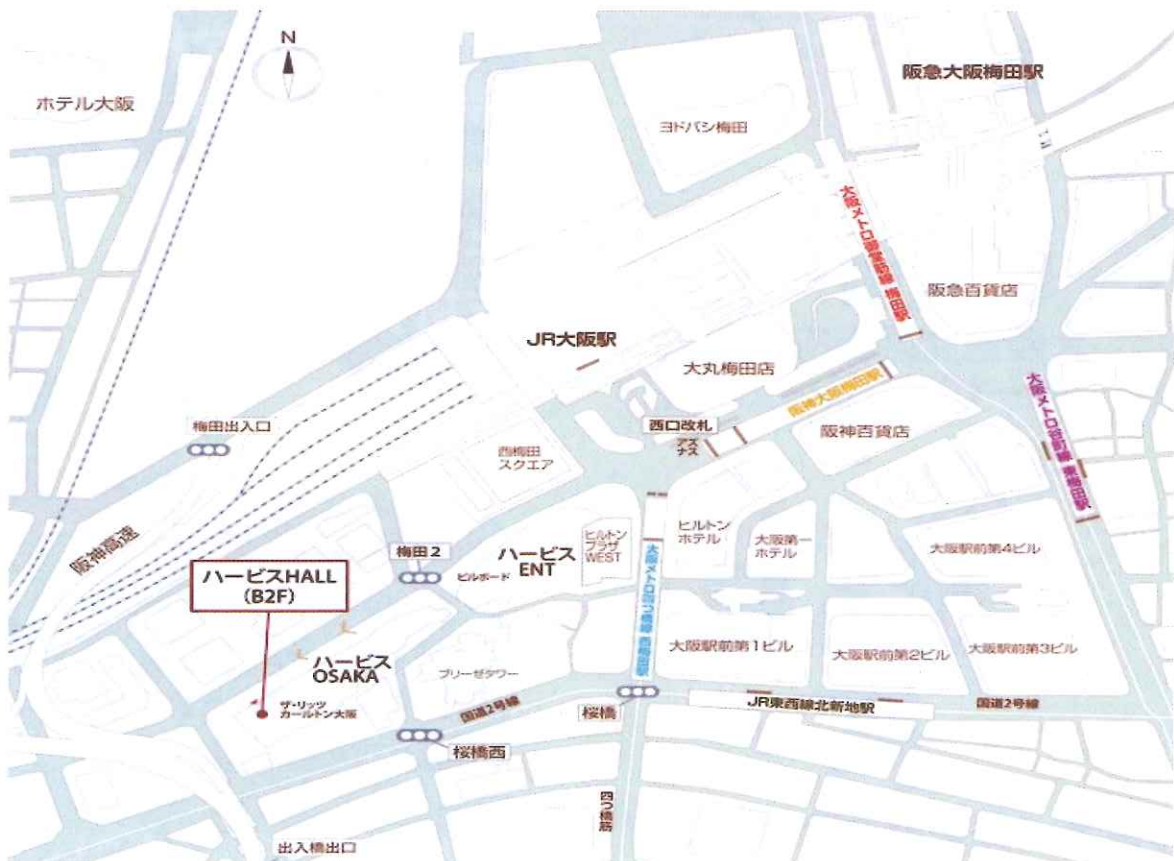 N
ホテル大阪
阪急大阪梅田駅
ヨドバシ梅田
大阪メトロ御堂筋線 梅田駅
阪急百貨店
JR大阪駅
大丸梅田店
阪神大阪梅田駅
大阪メトロ谷町線 東梅田駅
梅田出入口
西口改札
アズ
ナス
阪神百貨店
西梅田
スクエア
阪神高速
梅田2
ビルボード
ハービス
ENT
ヒルトン
プラザ
WEST
大阪メトロ四つ橋線 西梅田駅
ヒルトン
ホテル
大阪第一
ホテル
大阪駅前第4ビル
ハービスHALL
(B2F)
ハービス
OSAKA
ブリーゼタワー
大阪駅前第1ビル
大阪駅前第2ビル
大阪駅前第3ビル
ザ・リッツ
カールトン大阪
国道2号線
桜橋
JR東西線北新地駅
国道2号線
桜橋西
四つ橋筋
出入橋出口